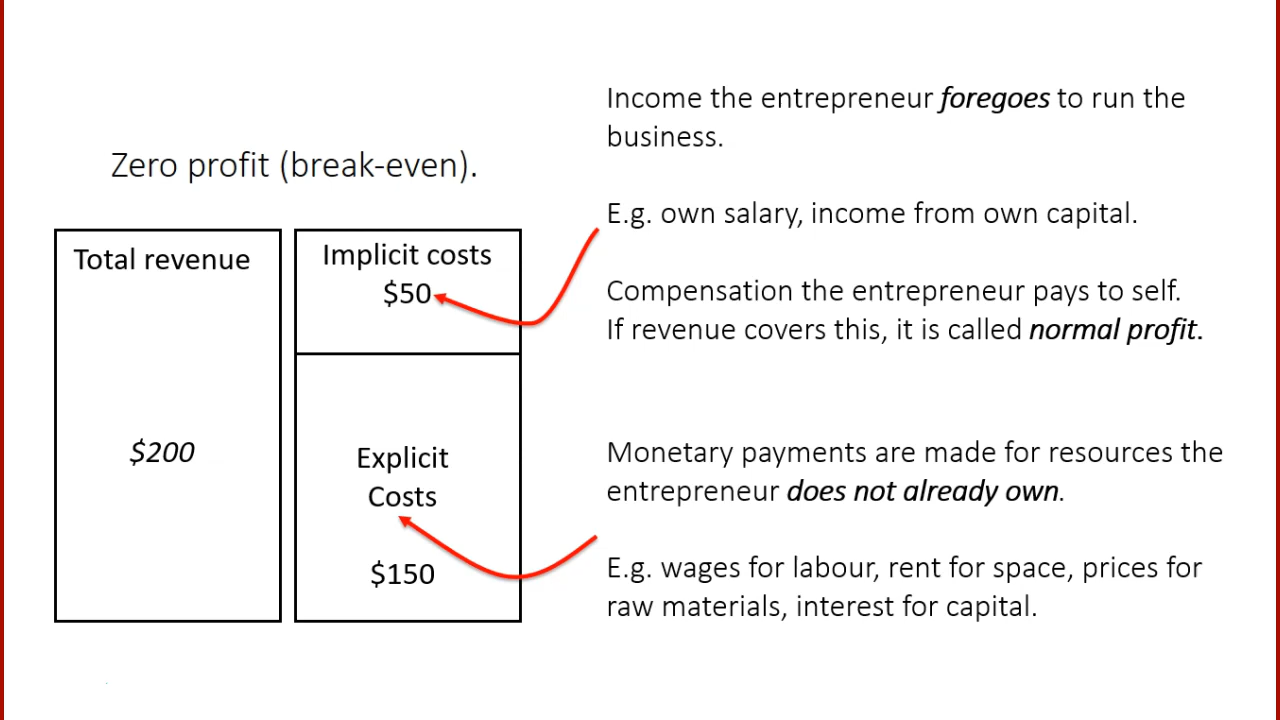 Zero profit (break-even).
Total revenue
$200
Implicit costs
$50
Explicit
Costs
$150
Income the entrepreneur foregoes to run the
business.
E.g. own salary, income from own capital.
Compensation the entrepreneur pays to self.
If revenue covers this, it is called normal profit.
Monetary payments are made for resources the
entrepreneur does not already own.
E.g. wages for labour, rent for space, prices for
raw materials, interest for capital.